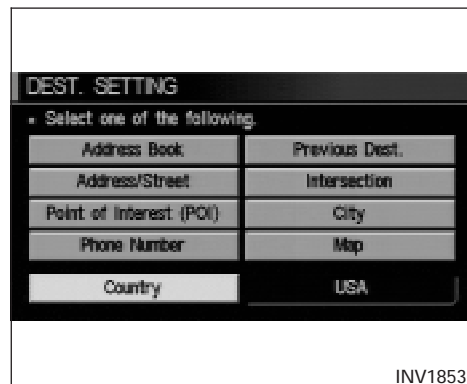 DEST. SETTING
Select one of the following.
Address Book Previous Dest.
Address/Street Intersection
Point of Interest (POI) City
Phone Number Map
Country USA
INV1853